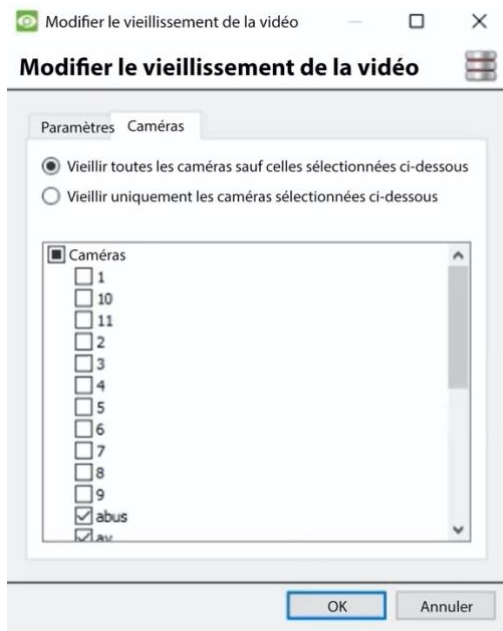 Modifier le vieillissement de la vidéo
Modifier le vieillissement de la vidéo
Paramètres Caméras
Vieillir toutes les caméras sauf celles sélectionnées ci-dessous
Vieillir uniquement les caméras sélectionnées ci-dessous
Caméras
1
10
11
2
3
4
5
6
7
8
9
abus
av
OK Annuler